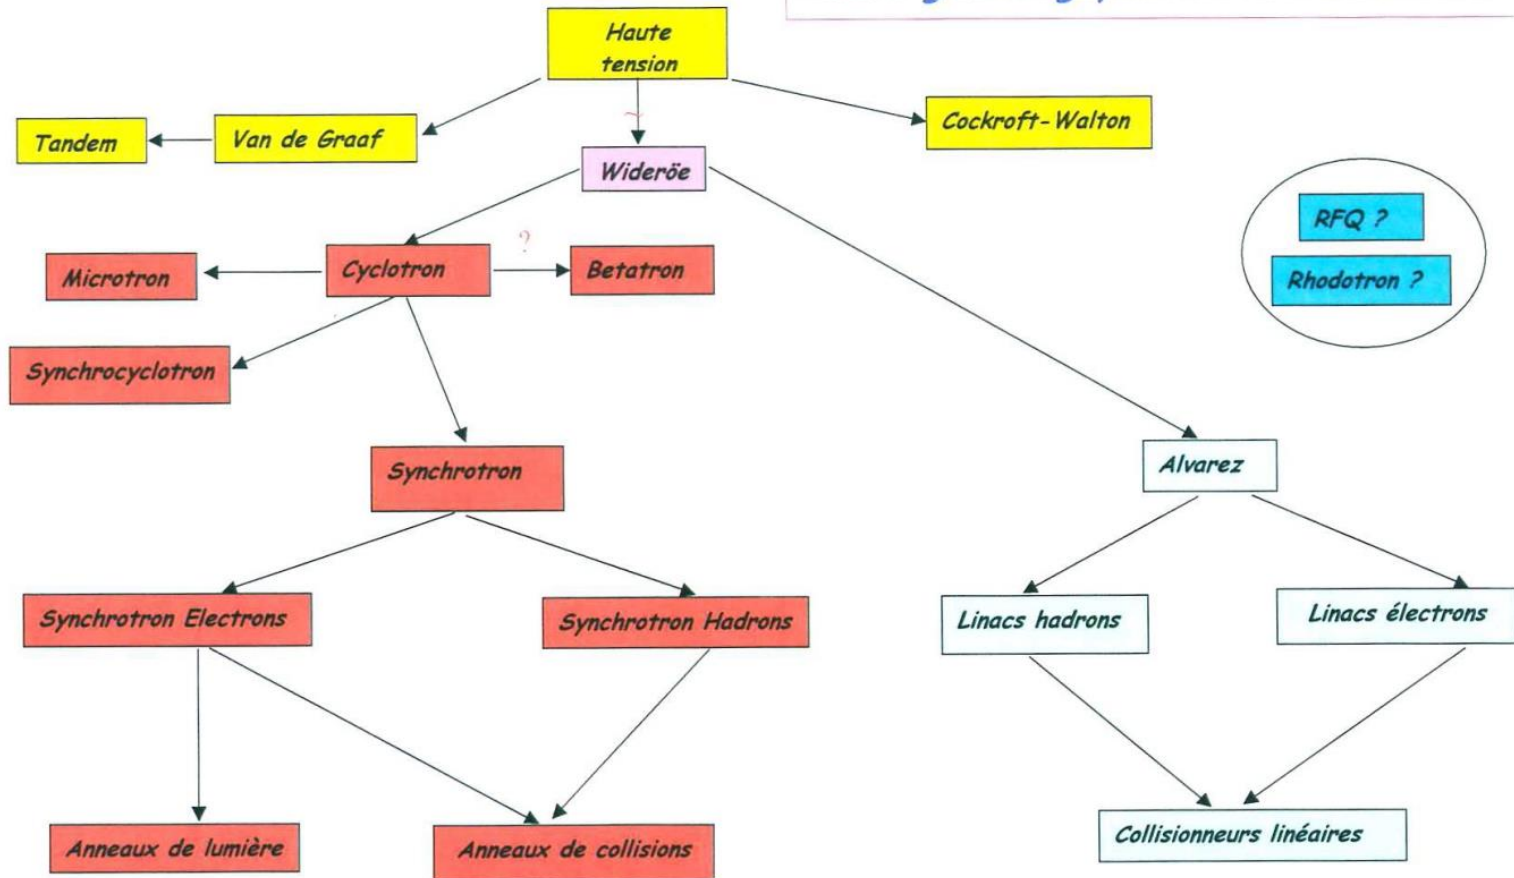 Haute
tension
Tandem
Van de Graaf
~
Cockroft-Walton
Wideröe
RFQ ?
Microtron
Cyclotron
?
Betatron
Rhodotron ?
Synchrocyclotron
Synchrotron
Alvarez
Synchrotron Electrons
Synchrotron Hadrons
Linacs hadrons
Linacs électrons
Anneaux de lumière
Anneaux de collisions
Collisionneurs linéaires